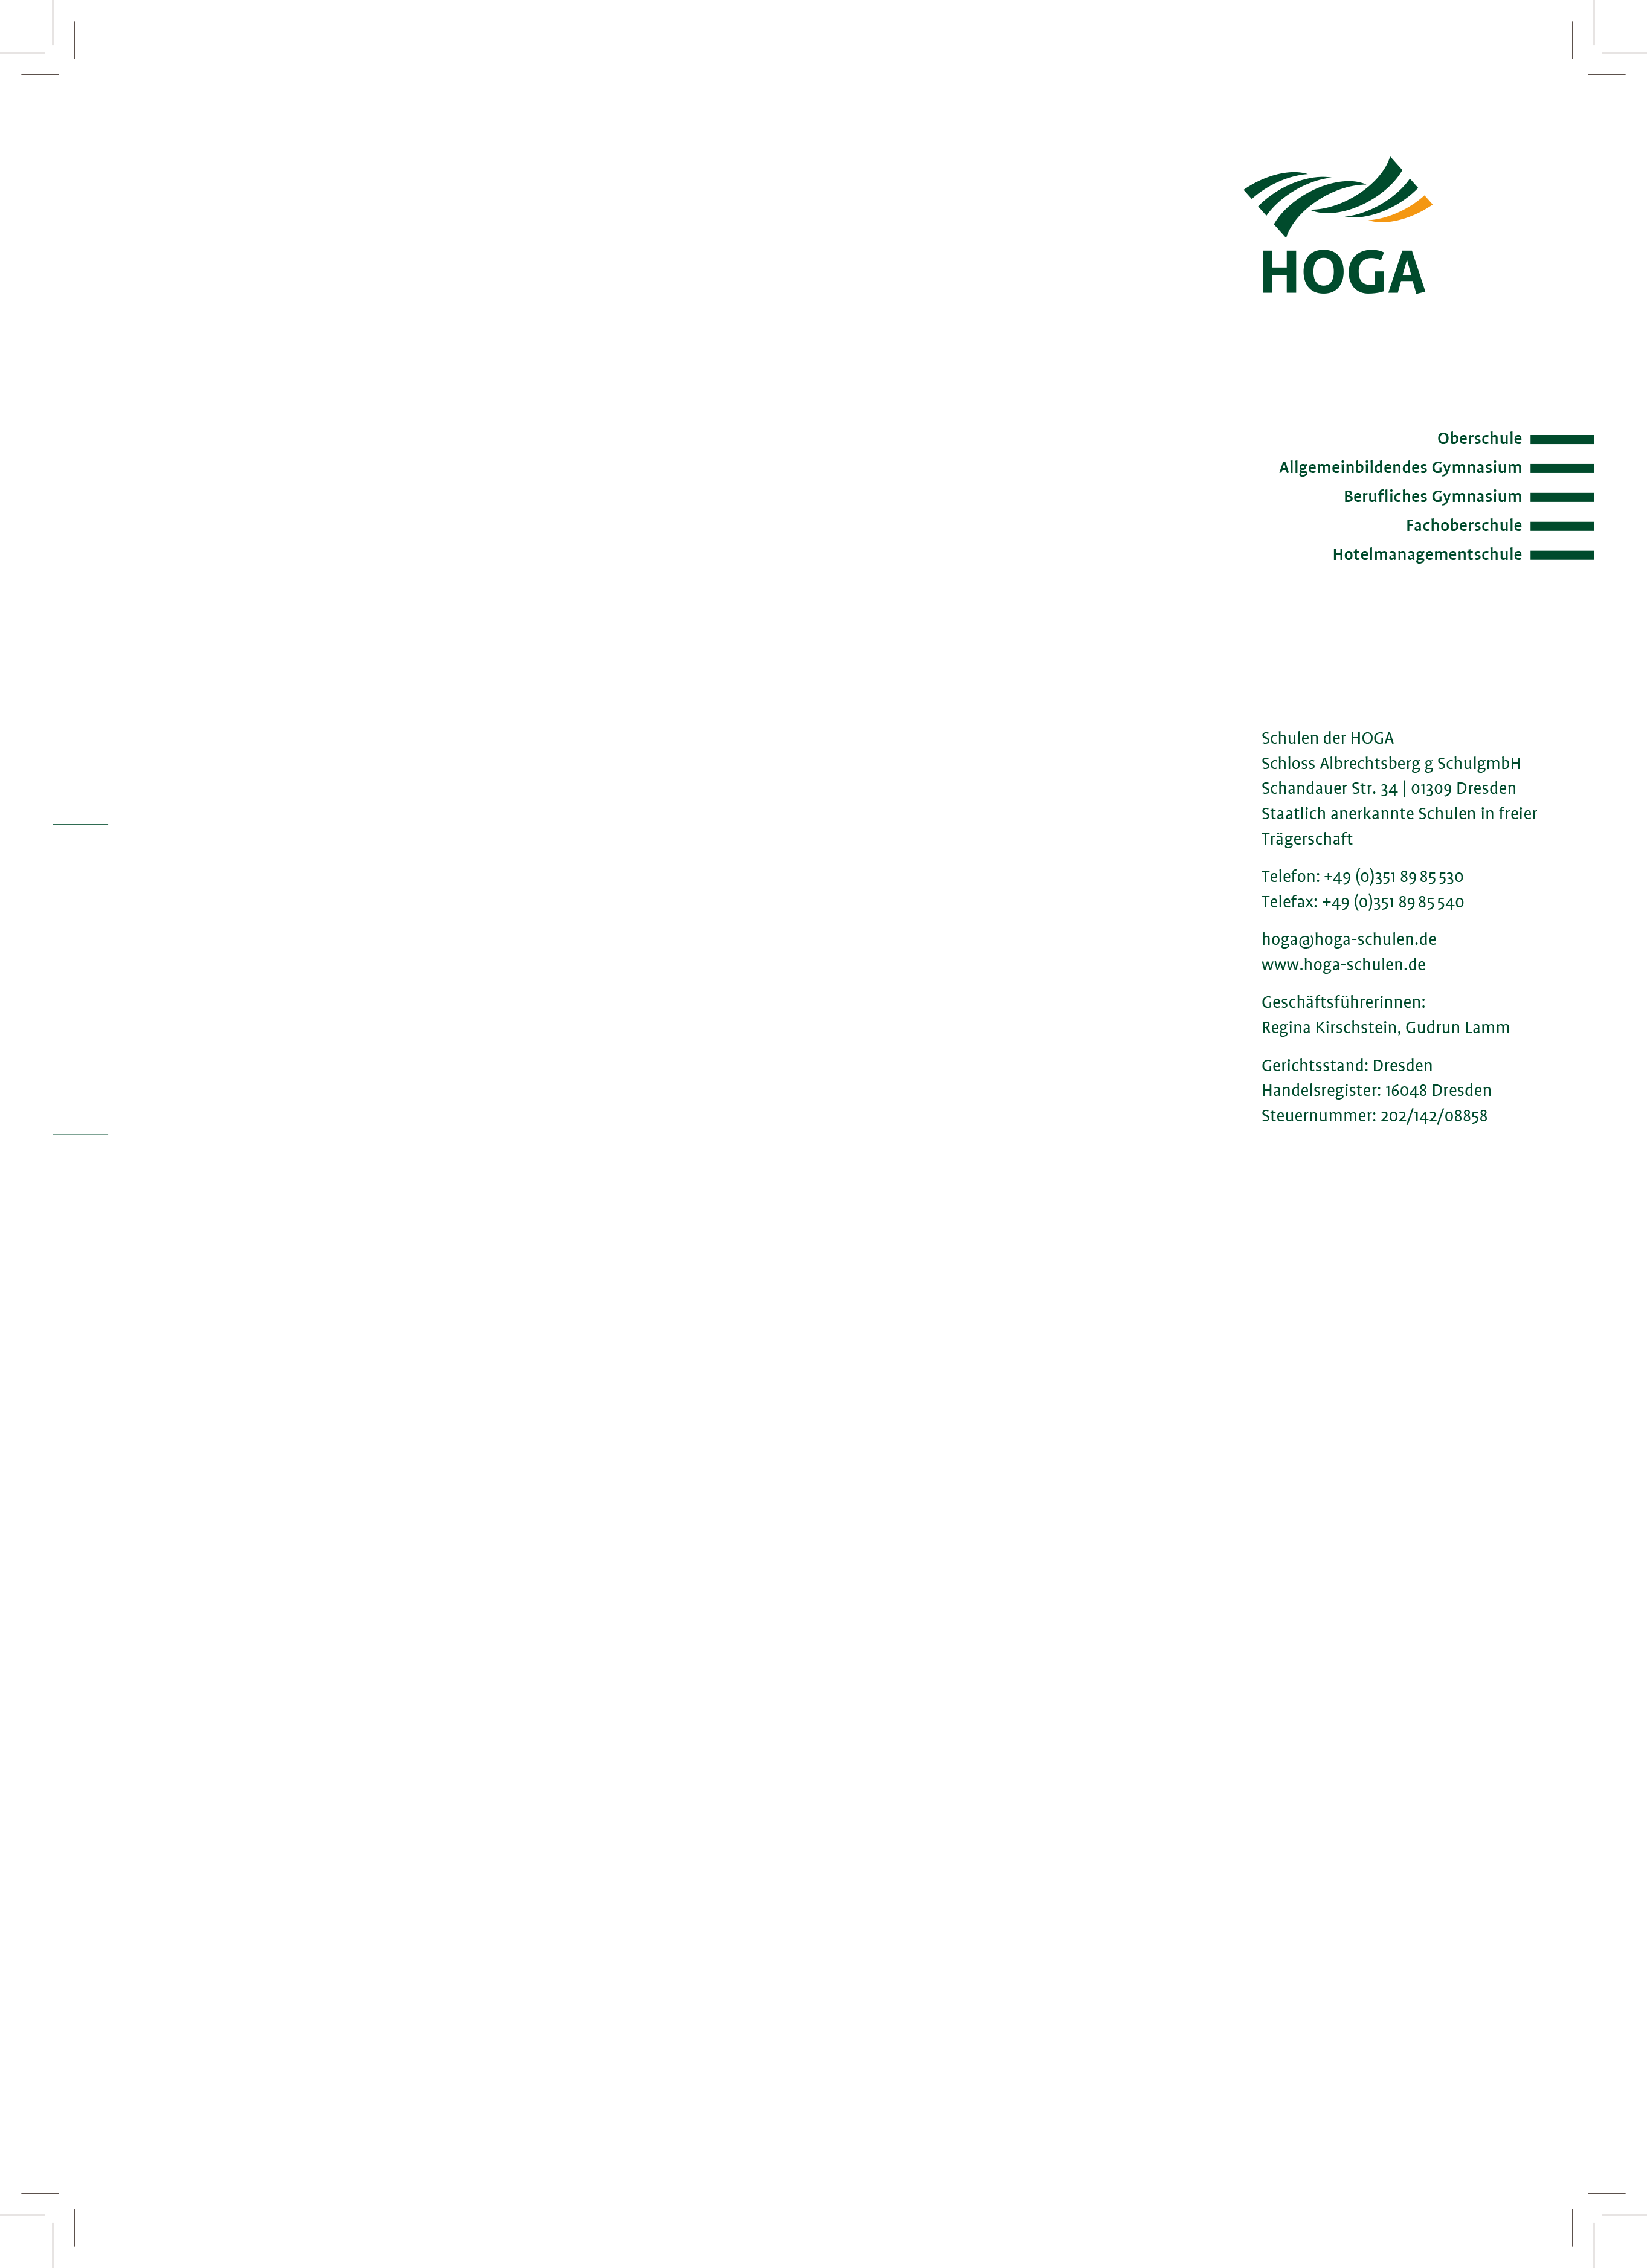 HOGA
Oberschule
Allgemeinbildendes Gymnasium
Berufliches Gymnasium
Fachoberschule
Hotelmanagementschule
Schulen der HOGA
Schloss Albrechtsberg g SchulgmbH
Schandauer Str. 34 | 01309 Dresden
Staatlich anerkannte Schulen in freier
Trägerschaft
Telefon: +49 (0)351 89 85 530
Telefax: +49 (0)351 89 85 540
hoga@hoga-schulen.de
www.hoga-schulen.de
Geschäftsführerinnen:
Regina Kirschstein, Gudrun Lamm
Gerichtsstand: Dresden
Handelsregister: 16048 Dresden
Steuernummer: 202/142/08858